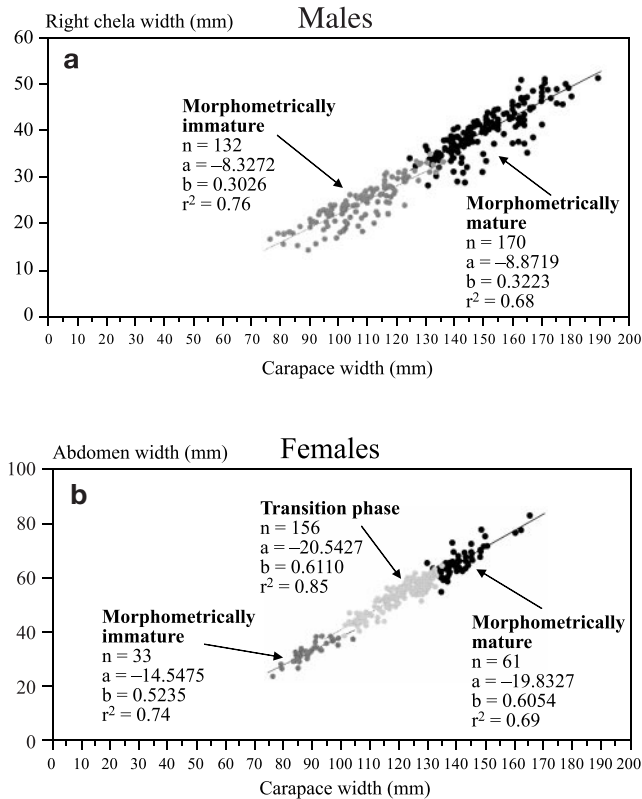 Right chela width (mm)
Males
60
50
40
30
20
10
0
a
Morphometrically
immature
n = 132
a = –8.3272
b = 0.3026
r² = 0.76
Morphometrically
mature
n = 170
a = –8.8719
b = 0.3223
r² = 0.68
0 10 20 30 40 50 60 70 80 90 100 110 120 130 140 150 160 170 180 190 200
Carapace width (mm)
Abdomen width (mm)
Females
100
80
60
40
20
0
b
Transition phase
n = 156
a = –20.5427
b = 0.6110
r² = 0.85
Morphometrically
immature
n = 33
a = –14.5475
b = 0.5235
r² = 0.74
Morphometrically
mature
n = 61
a = –19.8327
b = 0.6054
r² = 0.69
0 10 20 30 40 50 60 70 80 90 100 110 120 130 140 150 160 170 180 190 200
Carapace width (mm)